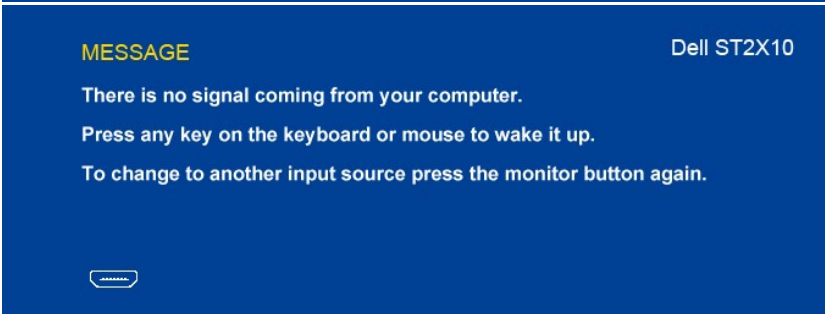 MESSAGE
Dell ST2X10
There is no signal coming from your computer.
Press any key on the keyboard or mouse to wake it up.
To change to another input source press the monitor button again.